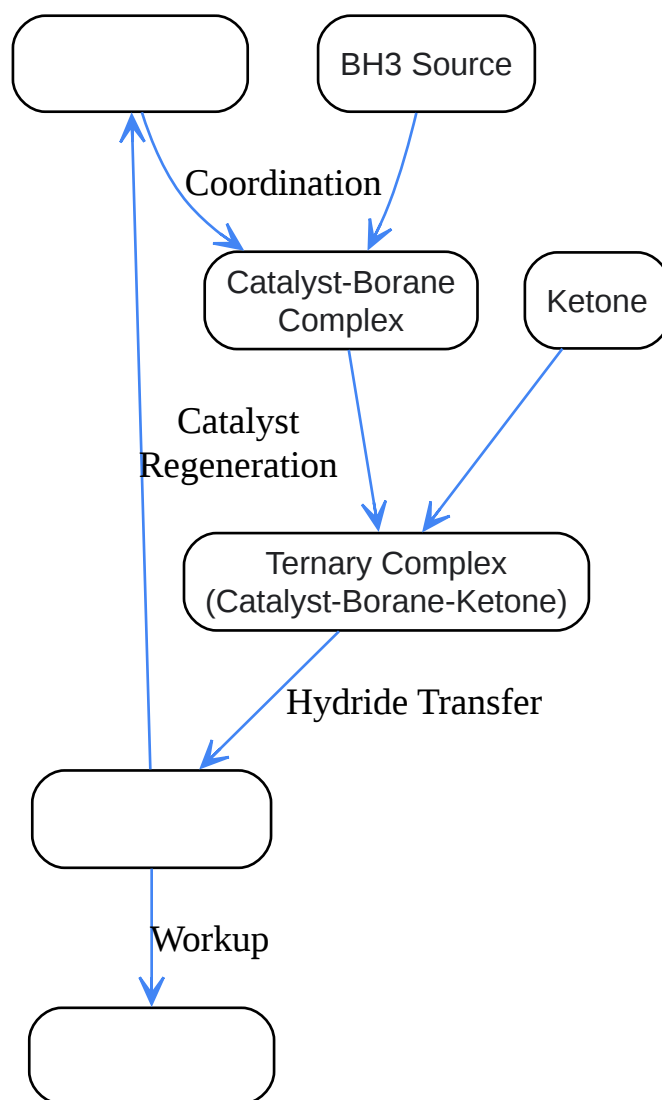 BH3 Source
Coordination
Catalyst-Borane
Complex
Ketone
Catalyst
Regeneration
Ternary Complex
(Catalyst-Borane-Ketone)
Hydride Transfer
Workup